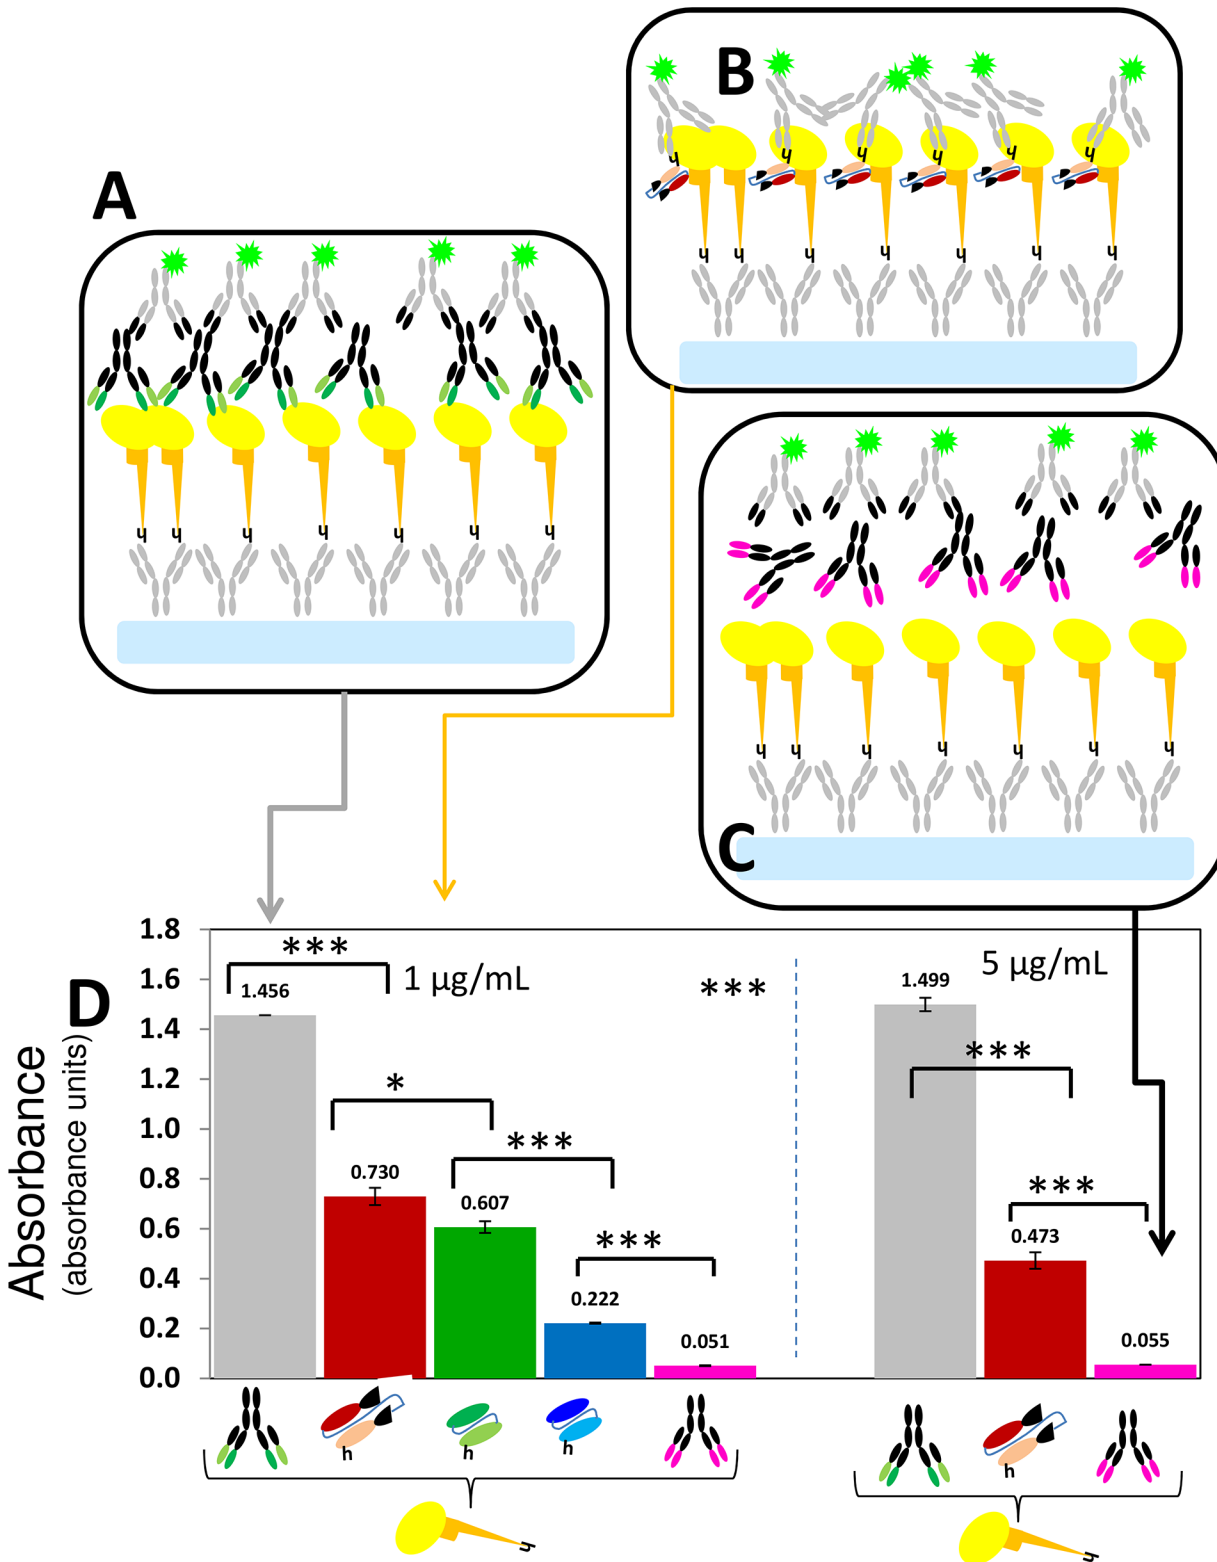 B
A
h h h h h h
h h h h h h h
h h h h h h h
h h h h h h h
C
D
Absorbance
(absorbance units)
1.8
1.6
1.4
1.2
1.0
0.8
0.6
0.4
0.2
0.0
***
1 µg/mL
***
5 µg/mL
1.456
1.499
*
***
***
0.730
0.607
***
***
0.473
0.222
0.051
0.055
h h h
h
h
h